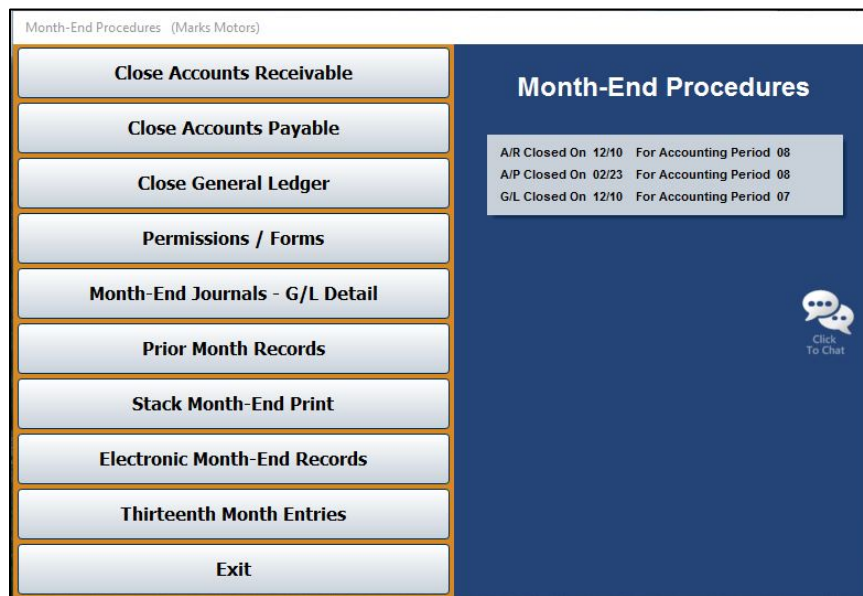 Month-End Procedures (Marks Motors)
Close Accounts Receivable
Close Accounts Payable
Close General Ledger
Permissions / Forms
Month-End Journals - G/L Detail
Prior Month Records
Stack Month-End Print
Electronic Month-End Records
Thirteenth Month Entries
Exit
Month-End Procedures
A/R Closed On 12/10 For Accounting Period 08
A/P Closed On 02/23 For Accounting Period 08
G/L Closed On 12/10 For Accounting Period 07
Click
To Chat